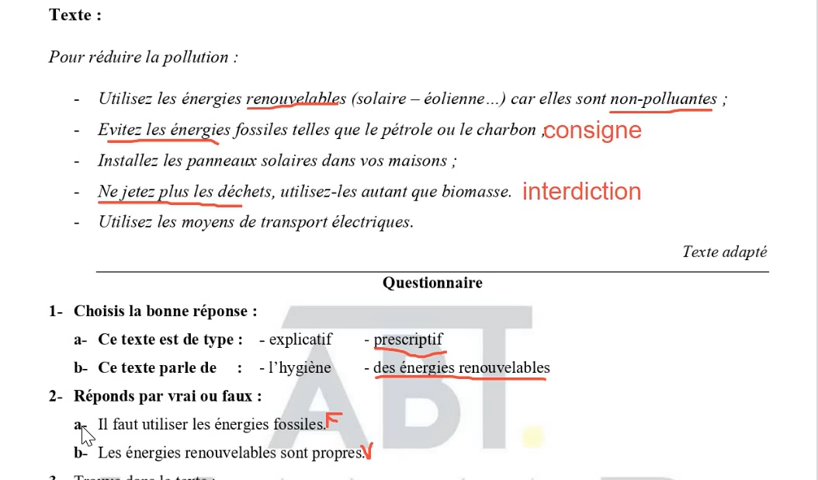 Texte :
Pour réduire la pollution :
- Utilisez les énergies renouvelables (solaire – éolienne…) car elles sont non-polluantes ;
- Evitez les énergies fossiles telles que le pétrole ou le charbon , consigne
- Installez les panneaux solaires dans vos maisons ;
- Ne jetez plus les déchets, utilisez-les autant que biomasse. interdiction
- Utilisez les moyens de transport électriques.
Texte adapté
Questionnaire
1- Choisis la bonne réponse :
a- Ce texte est de type : - explicatif - prescriptif
b- Ce texte parle de : - l’hygiène - des énergies renouvelables
2- Réponds par vrai ou faux :
a- Il faut utiliser les énergies fossiles. F
b- Les énergies renouvelables sont propres. V
ABT.